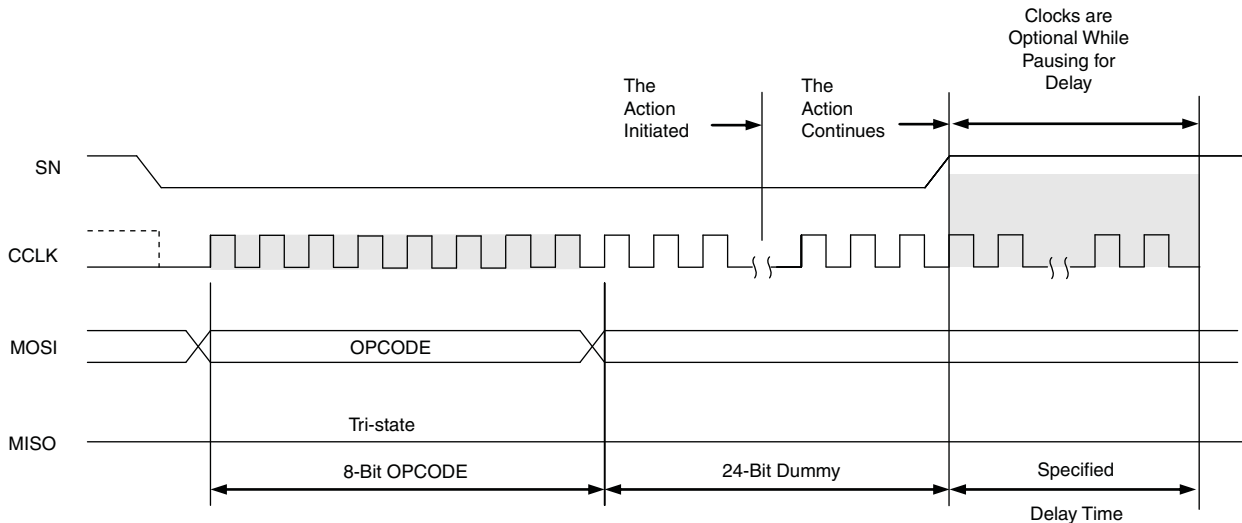 Clocks are
Optional While
Pausing for
Delay
The
Action
Initiated
The
Action
Continues
SN
CCLK
MOSI
OPCODE
MISO
Tri-state
8-Bit OPCODE
24-Bit Dummy
Specified
Delay Time